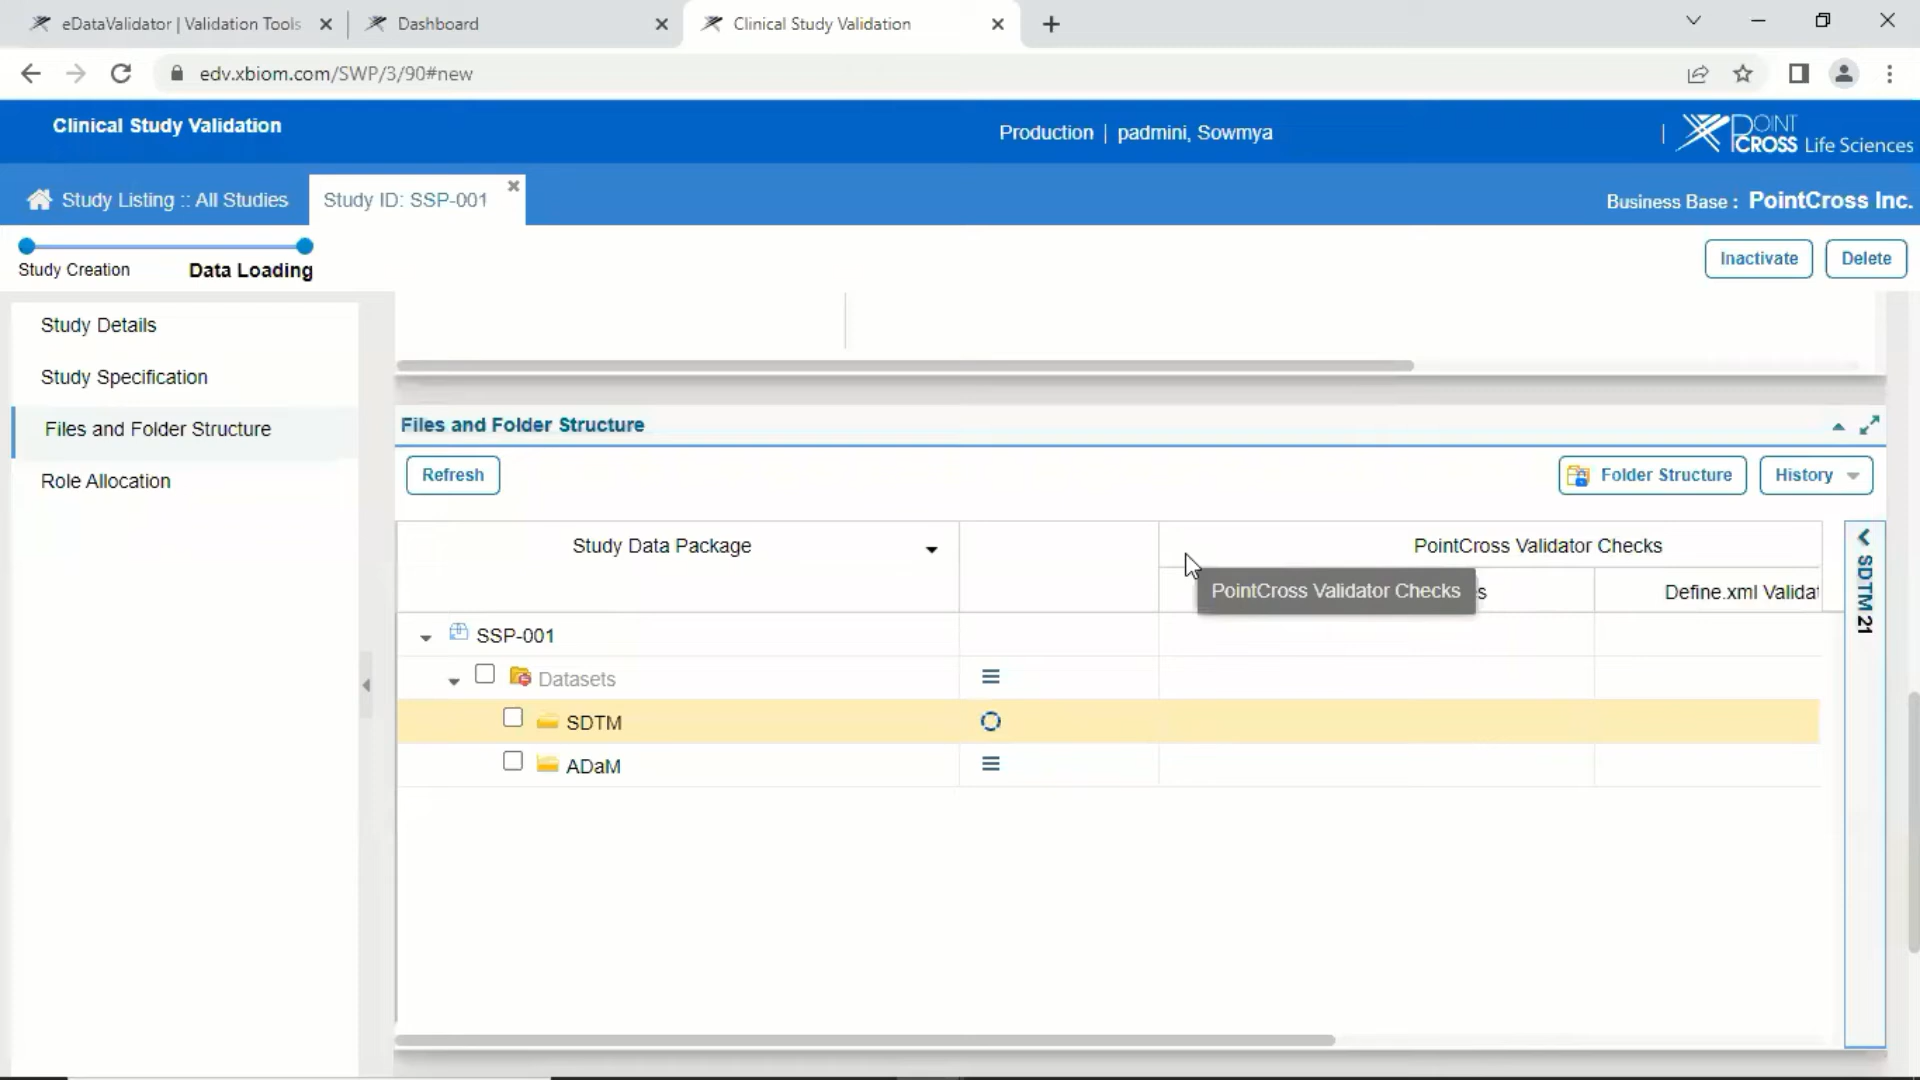 eDataValidator | Validation Tools
Dashboard
Clinical Study Validation
edv.xbiom.com/SWP/3/90#new
Clinical Study Validation
Production | padmini, Sowmya
POINT CROSS Life Sciences
Study Listing :: All Studies
Study ID: SSP-001
Business Base : PointCross Inc.
Study Creation
Data Loading
Inactivate
Delete
Study Details
Study Specification
Files and Folder Structure
Role Allocation
Files and Folder Structure
Refresh
Folder Structure
History
Study Data Package
PointCross Validator Checks
PointCross Validator Checks
Define.xml Validat
SSP-001
Datasets
SDTM
ADaM
SDTM 21